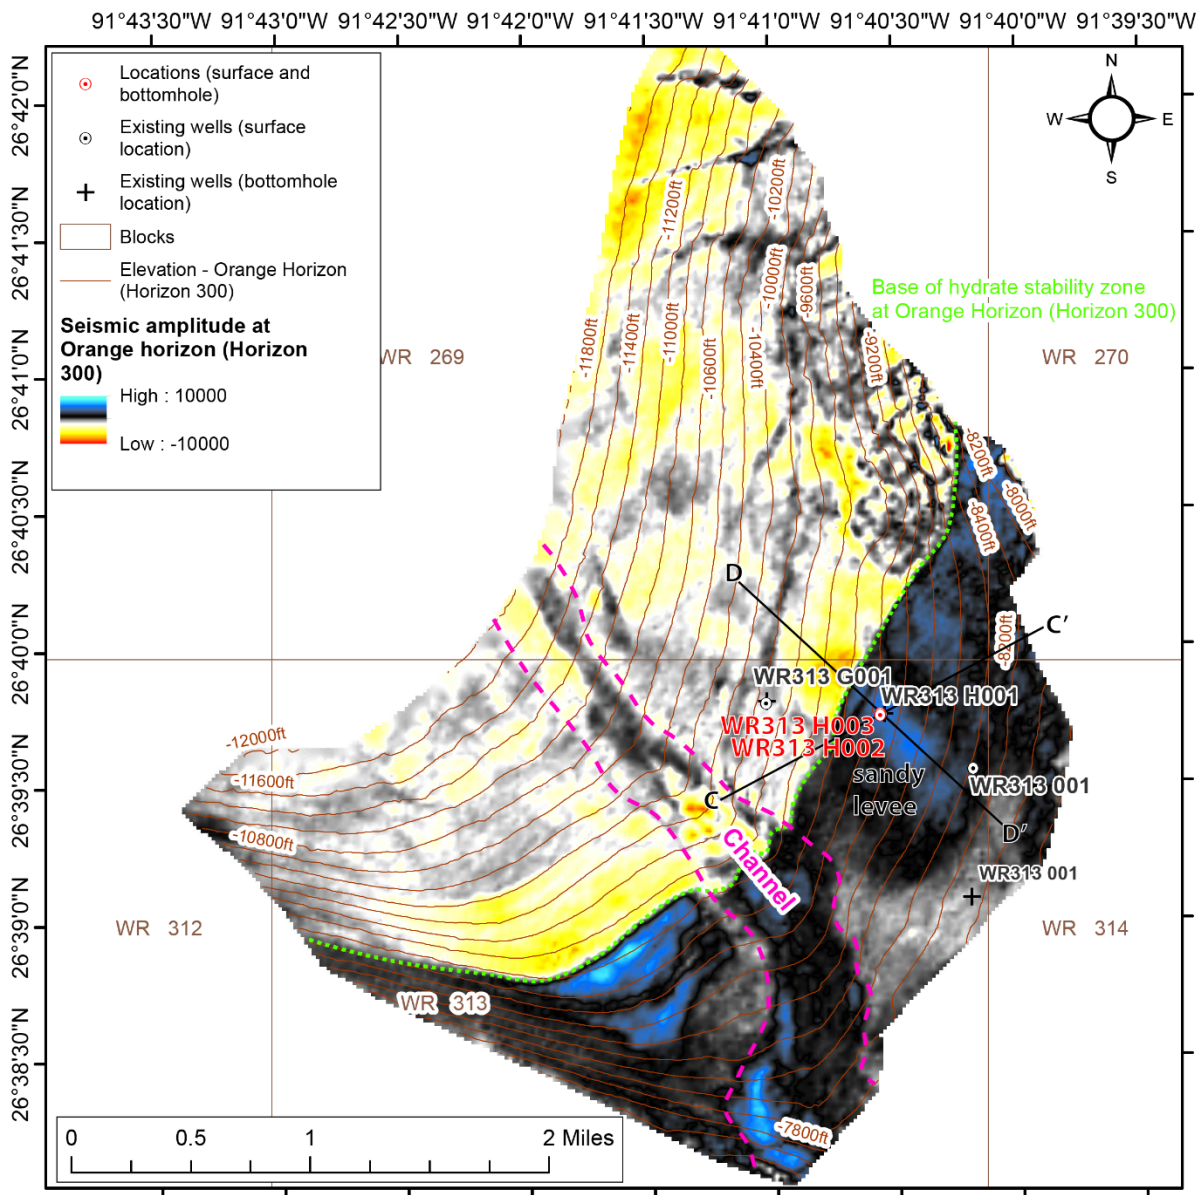 91°43'30"W 91°43'0"W 91°42'30"W 91°42'0"W 91°41'30"W 91°41'0"W 91°40'30"W 91°40'0"W 91°39'30"W
26°42'0"N
26°41'30"N
26°41'0"N
26°40'30"N
26°40'0"N
26°39'30"N
26°39'0"N
26°38'30"N
Locations (surface and
bottomhole)
Existing wells (surface
location)
Existing wells (bottomhole
location)
Blocks
Elevation - Orange Horizon
(Horizon 300)
Seismic amplitude at
Orange horizon (Horizon
300)
High : 10000
Low : -10000
N
W E
S
Base of hydrate stability zone
at Orange Horizon (Horizon 300)
WR 269
WR 270
-11200ft
-10200ft
-10000ft
-9600ft
-11800ft
-11400ft
-11000ft
-10600ft
-10400ft
-9200ft
-8200ft
-8000ft
-8400ft
-8200ft
D
C'
WR313 G001
WR313 H001
WR313 H003
WR313 H002
sandy
levee
WR313 001
C
D'
Channel
WR313 001
-12000ft
-11600ft
-10800ft
WR 312
WR 314
WR 313
-7800ft
0 0.5 1 2 Miles